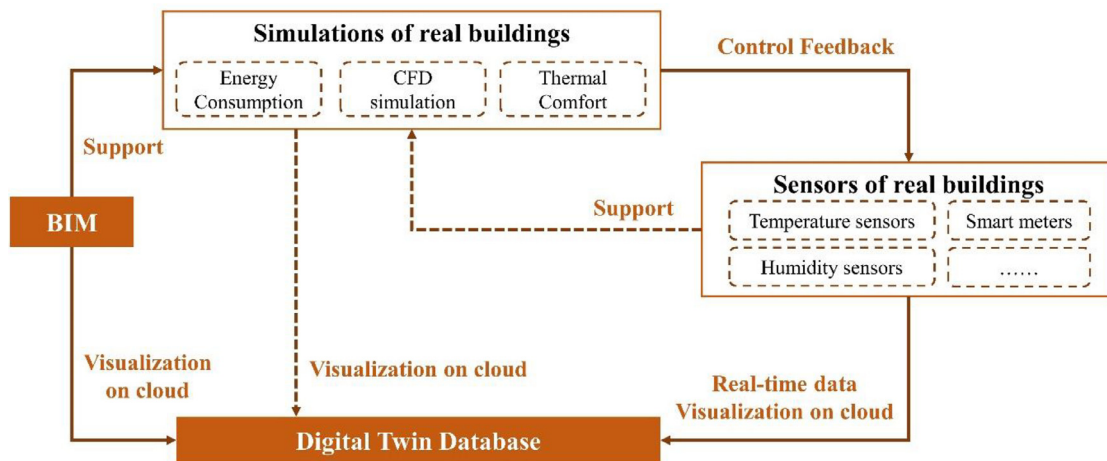 Simulations of real buildings
Energy
Consumption
CFD
simulation
Thermal
Comfort
Control Feedback
Support
BIM
Support
Sensors of real buildings
Temperature sensors
Smart meters
Humidity sensors
……
Visualization
on cloud
Visualization on cloud
Real-time data
Visualization on cloud
Digital Twin Database